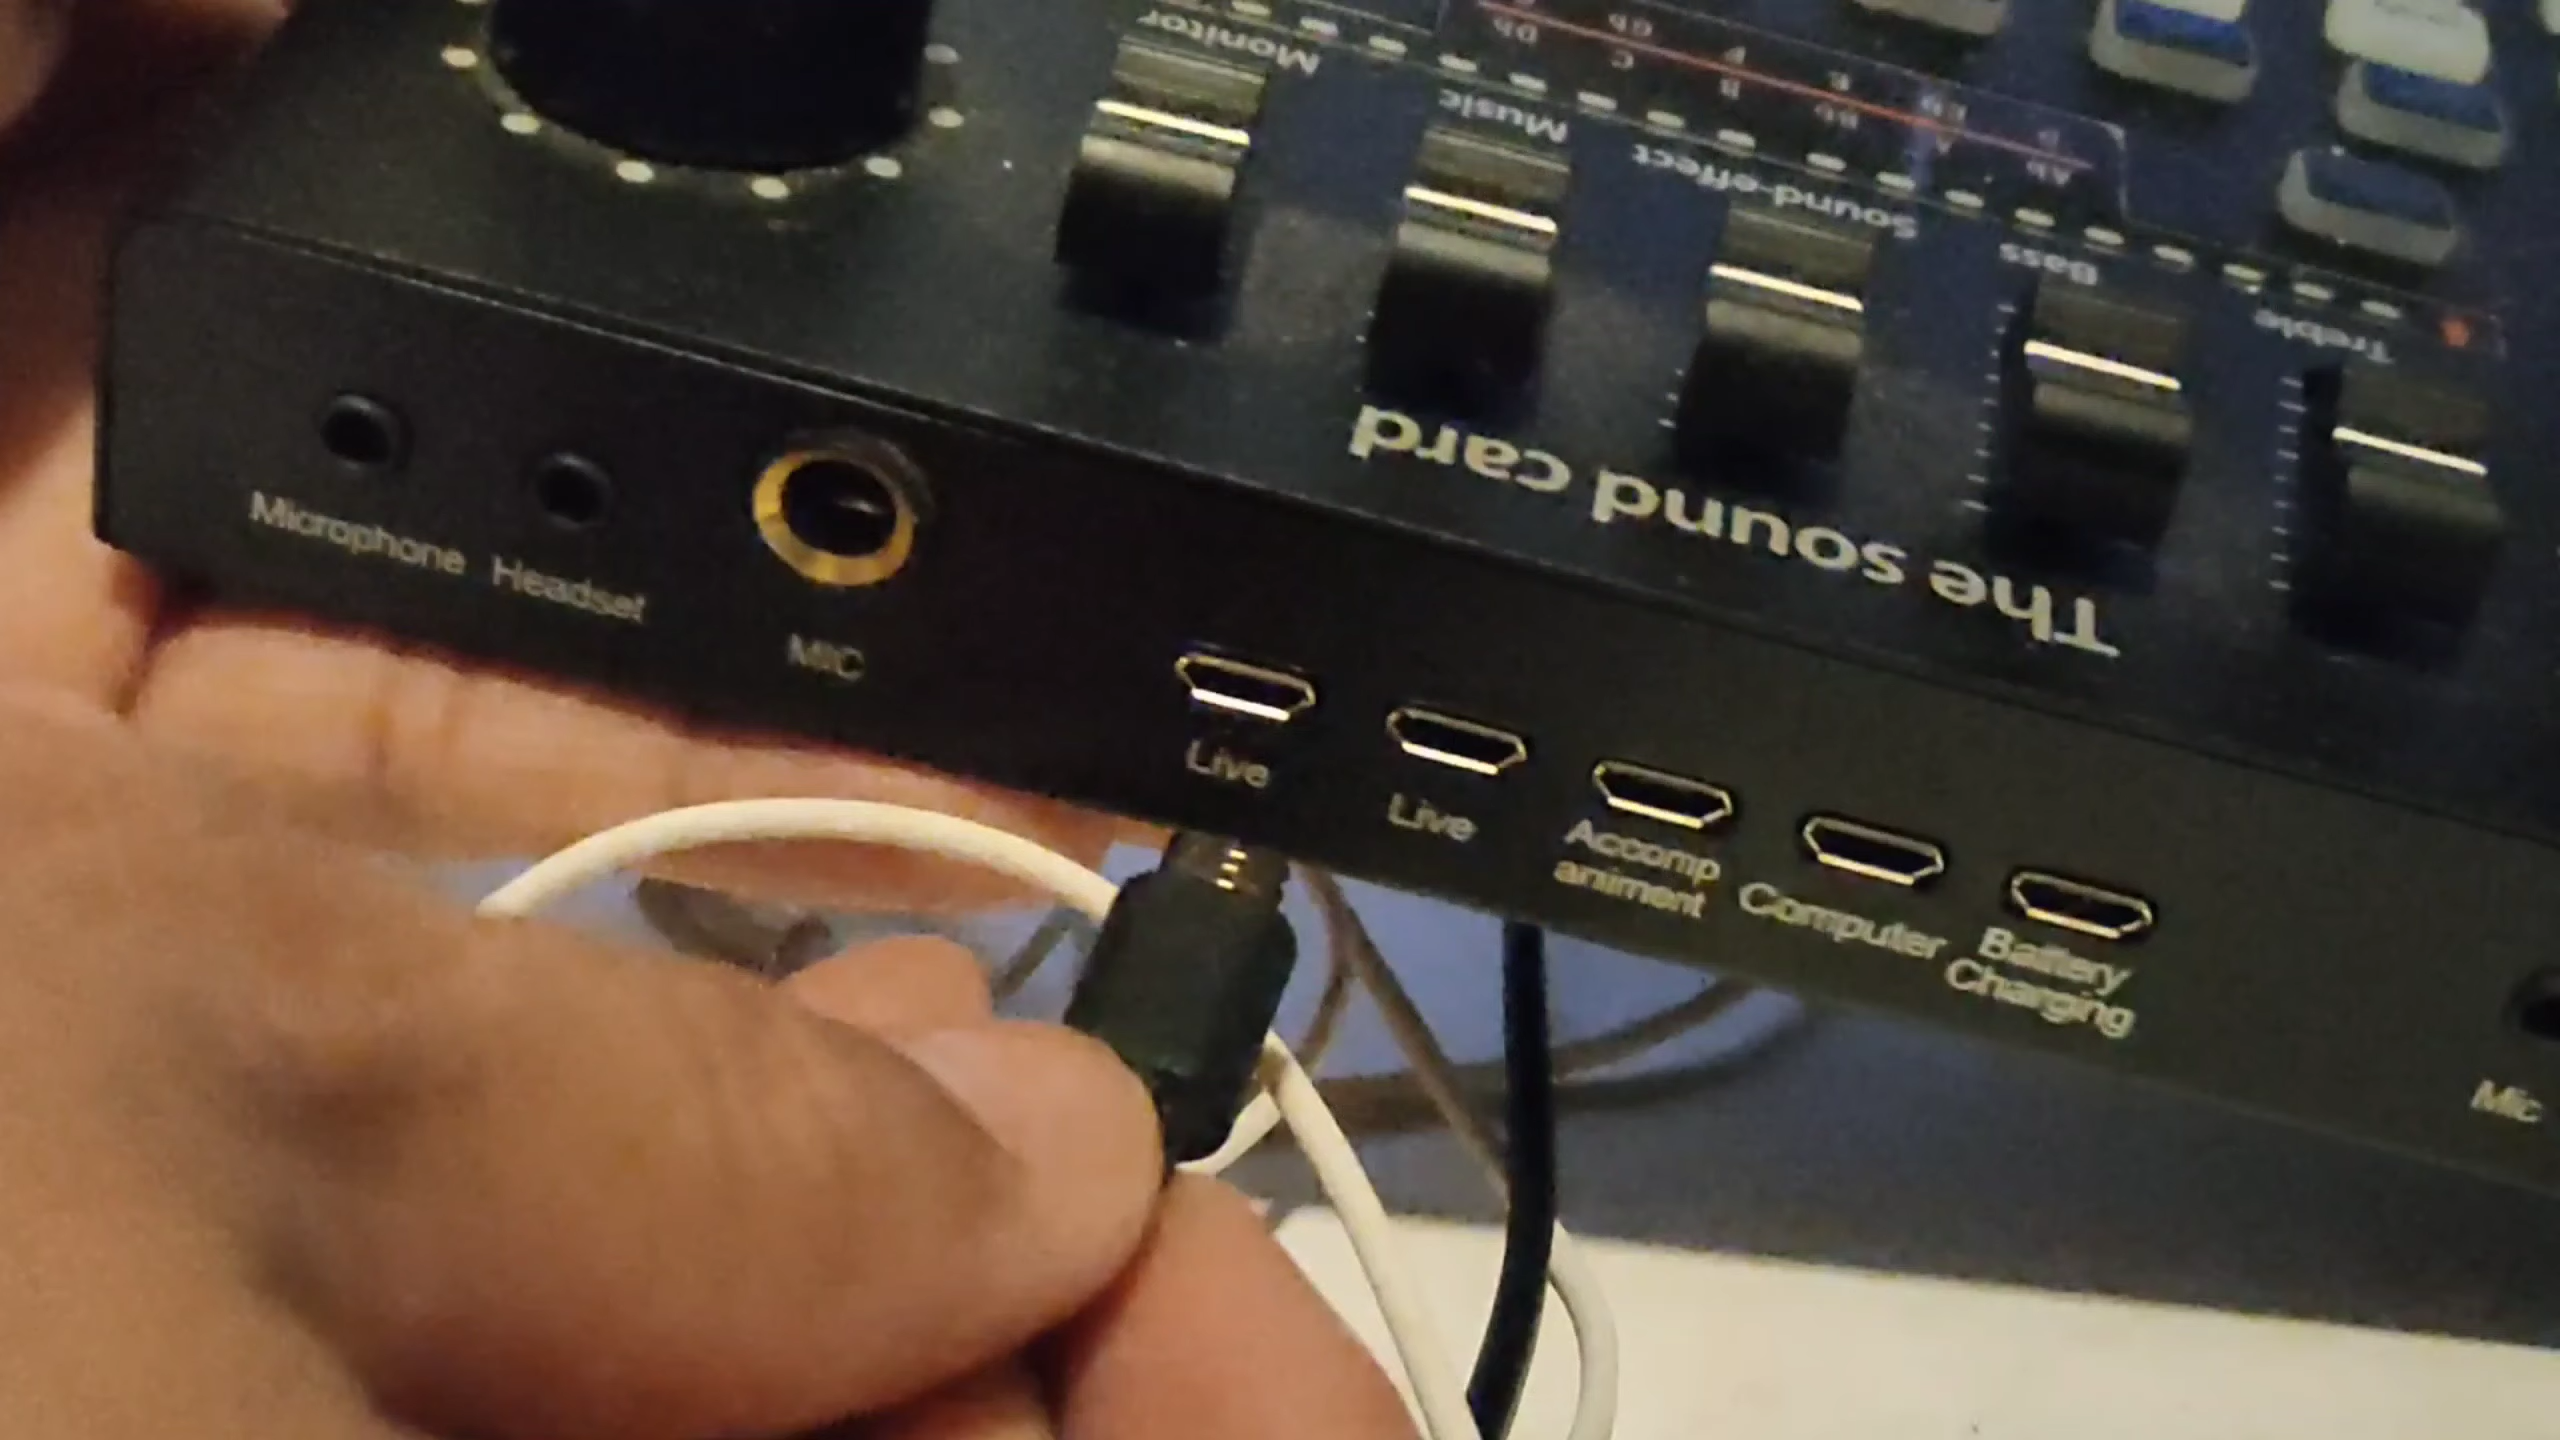 Monitor
Music
Sound-effect
Bass
Treble
The sound card
Microphone
Headset
MIC
Live
Live
Accomp
animent
Computer
Battery
Charging
Mic